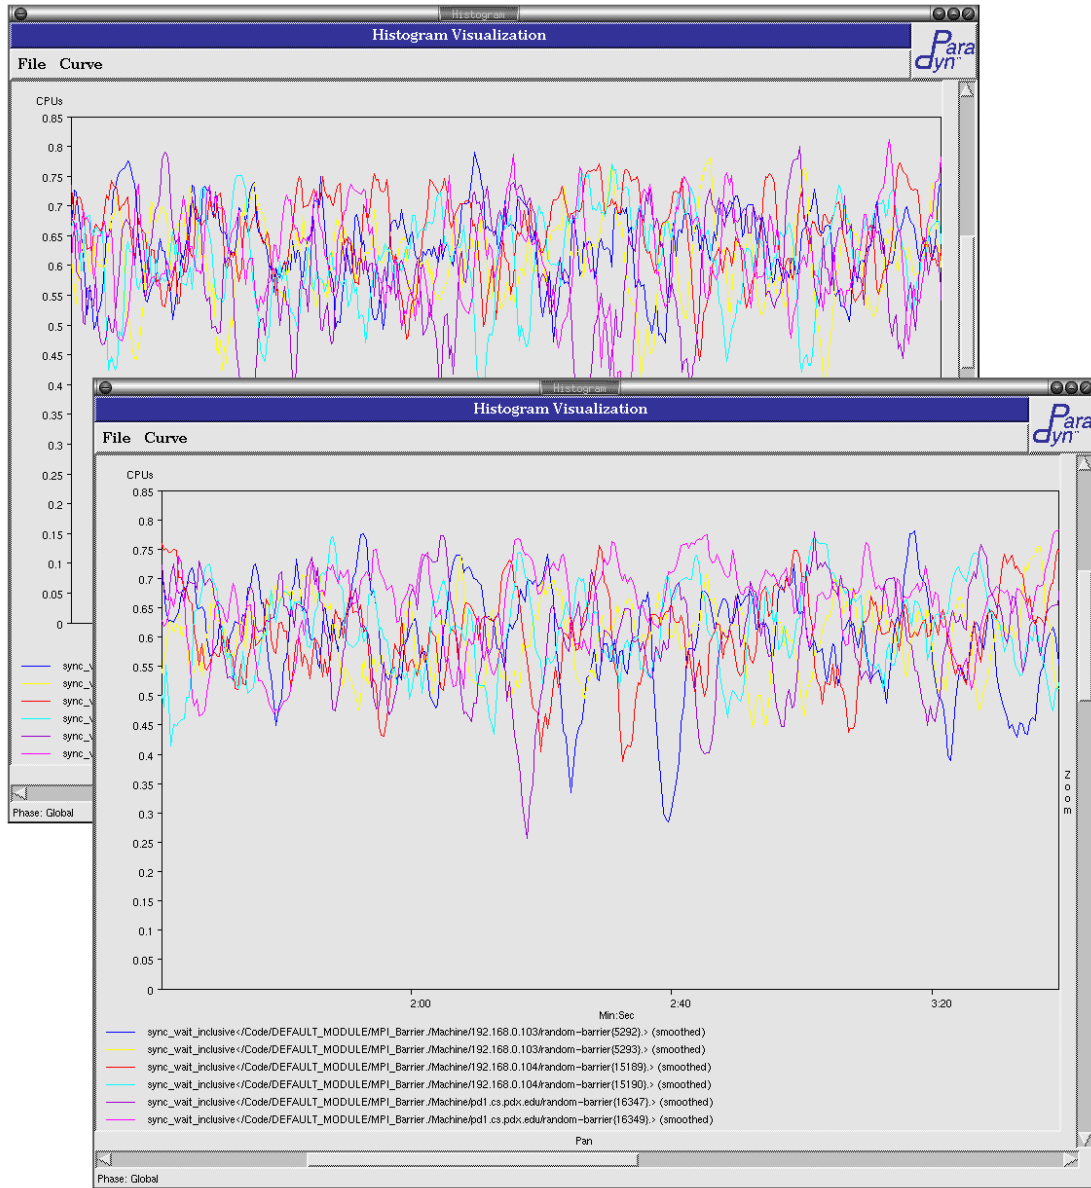 Histogram
Histogram Visualization
Para
dyn™
File Curve
CPUs
0.85
0.8
0.75
0.7
0.65
0.6
0.55
0.5
0.45
0.4
0.35
0.3
0.25
0.2
0.15
0.1
0.05
0
sync_w
sync_w
sync_w
sync_w
sync_w
sync_w
Phase: Global
Histogram
Histogram Visualization
Para
dyn™
File Curve
CPUs
0.85
0.8
0.75
0.7
0.65
0.6
0.55
0.5
0.45
0.4
0.35
0.3
0.25
0.2
0.15
0.1
0.05
0
2:00 2:40 3:20
Min:Sec
Zoom
sync_wait_inclusive</Code/DEFAULT_MODULE/MPI_Barrier,/Machine/192.168.0.103/random-barrier{5292},> (smoothed)
sync_wait_inclusive</Code/DEFAULT_MODULE/MPI_Barrier,/Machine/192.168.0.103/random-barrier{5293},> (smoothed)
sync_wait_inclusive</Code/DEFAULT_MODULE/MPI_Barrier,/Machine/192.168.0.104/random-barrier{15189},> (smoothed)
sync_wait_inclusive</Code/DEFAULT_MODULE/MPI_Barrier,/Machine/192.168.0.104/random-barrier{15190},> (smoothed)
sync_wait_inclusive</Code/DEFAULT_MODULE/MPI_Barrier,/Machine/pd1.cs.pdx.edu/random-barrier{16347},> (smoothed)
sync_wait_inclusive</Code/DEFAULT_MODULE/MPI_Barrier,/Machine/pd1.cs.pdx.edu/random-barrier{16349},> (smoothed)
Pan
Phase: Global